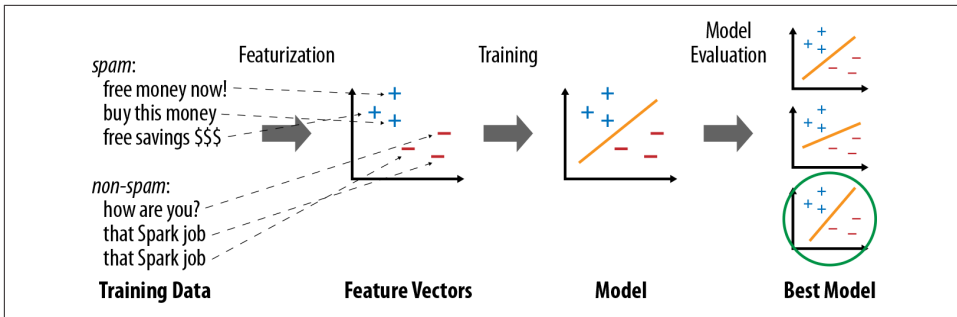 Featurization
Training
Model
Evaluation
spam:
free money now!
buy this money
free savings $$$
non-spam:
how are you?
that Spark job
that Spark job
Training Data
Feature Vectors
Model
Best Model